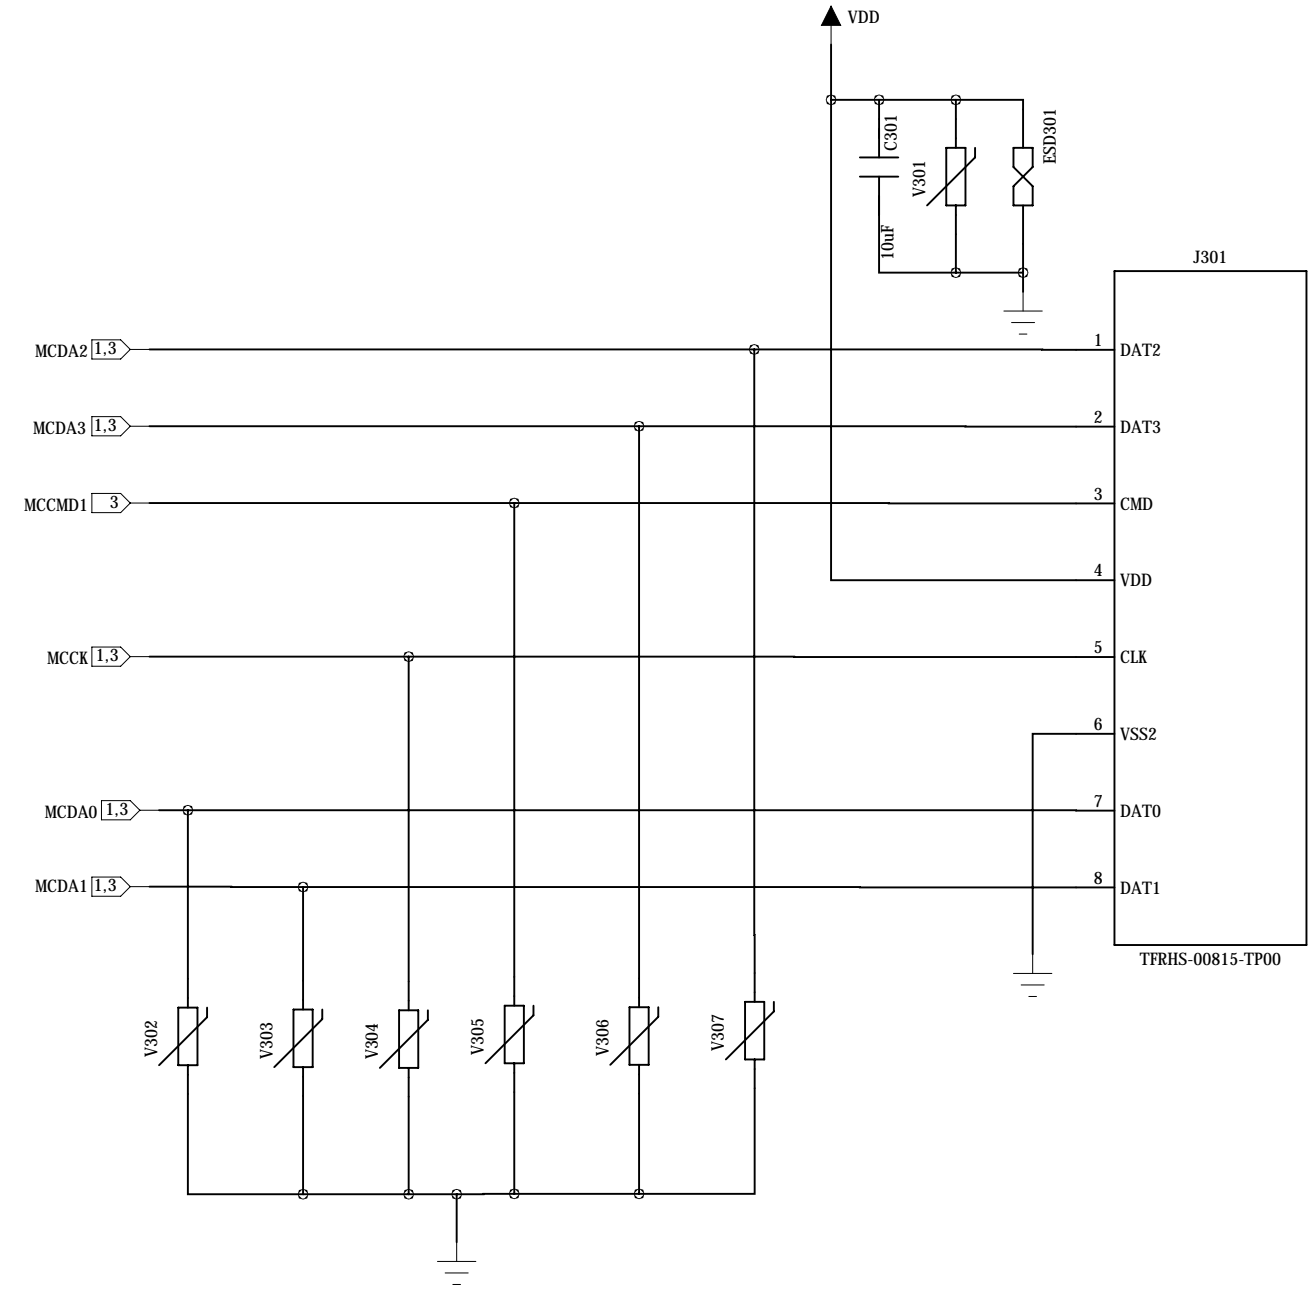 VDD
C301
V301
ESD301
10uF
J301
MCDA2 1,3
1 DAT2
MCDA3 1,3
2 DAT3
MCCMD1 3
3 CMD
4 VDD
MCCK 1,3
5 CLK
6 VSS2
MCDA0 1,3
7 DAT0
MCDA1 1,3
8 DAT1
TFRHS-00815-TP00
V302
V303
V304
V305
V306
V307